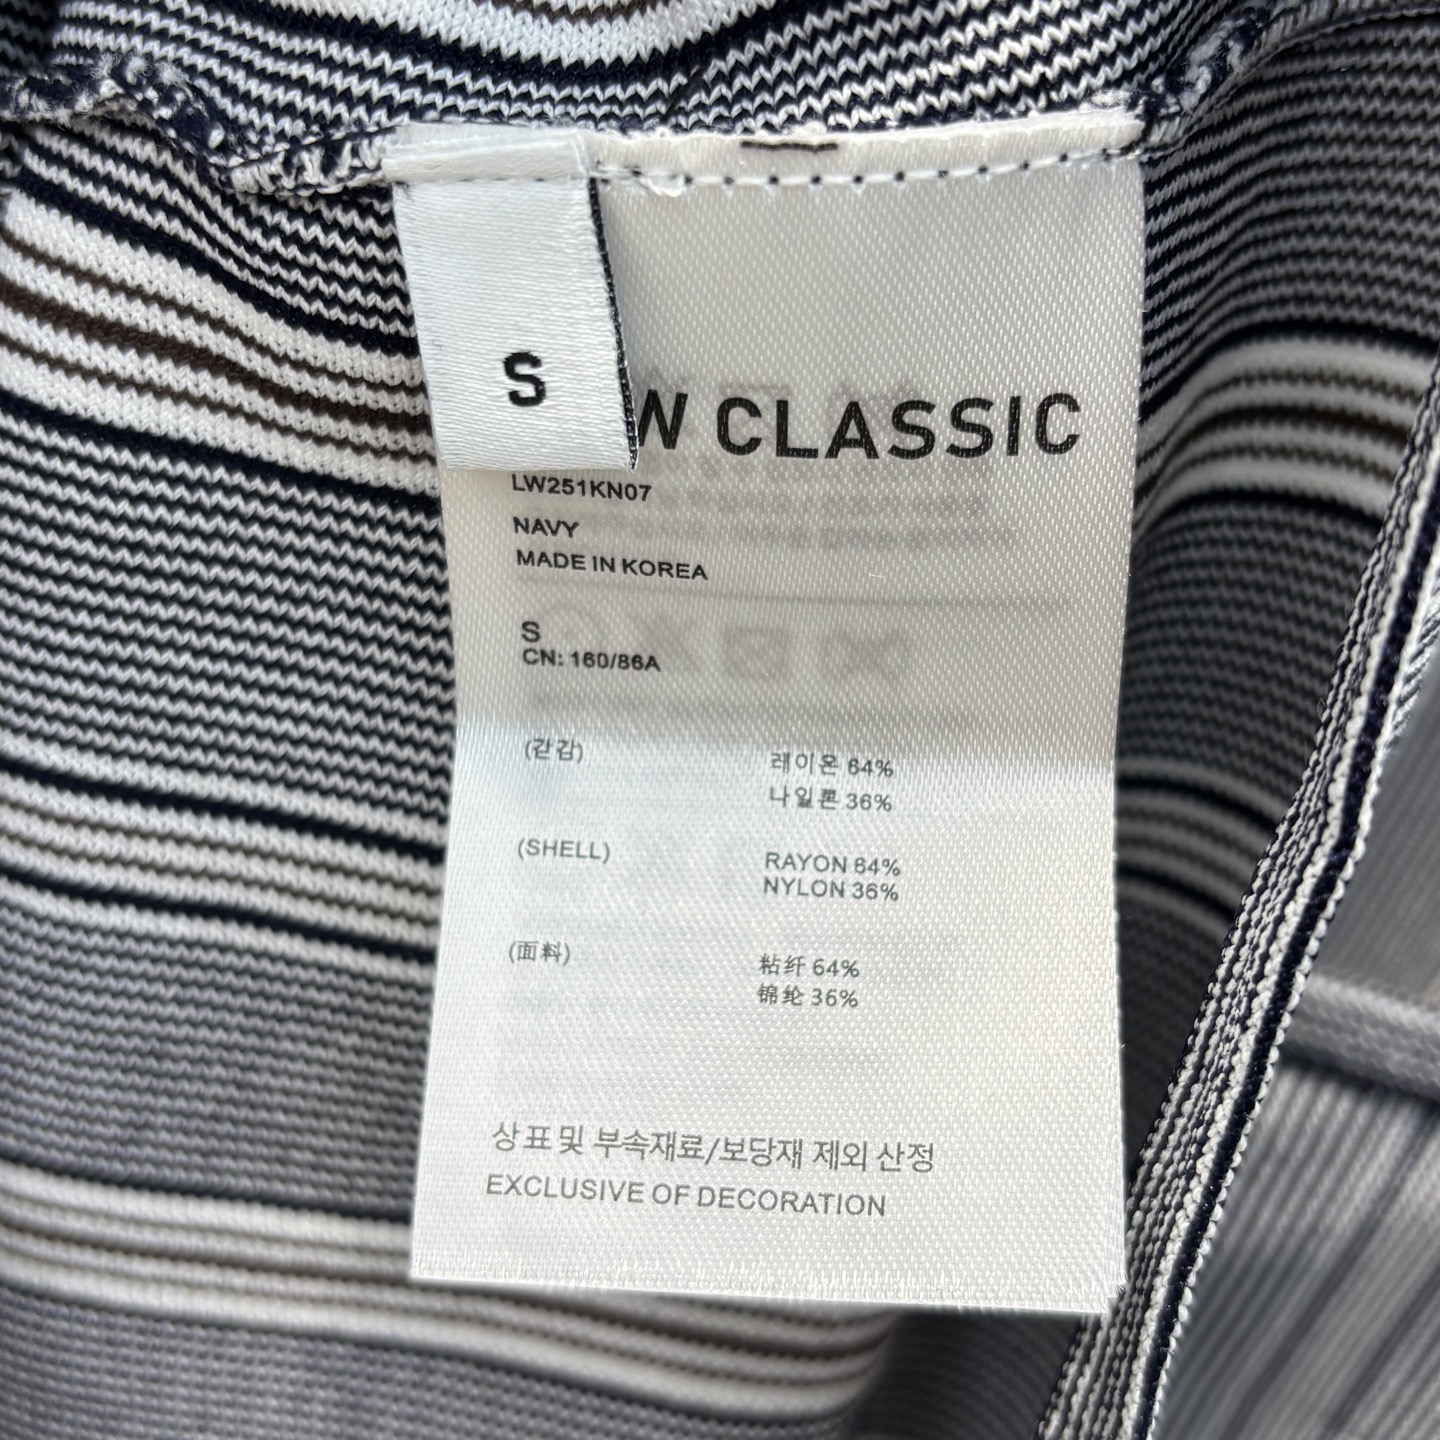 S
W CLASSIC
LW251KN07
NAVY
MADE IN KOREA
S
CN: 160/86A
(겉감) 레이온 64%
나일론 36%
(SHELL) RAYON 64%
NYLON 36%
(面料) 粘纤 64%
锦纶 36%
상표 및 부속재료/보당재 제외 산정
EXCLUSIVE OF DECORATION